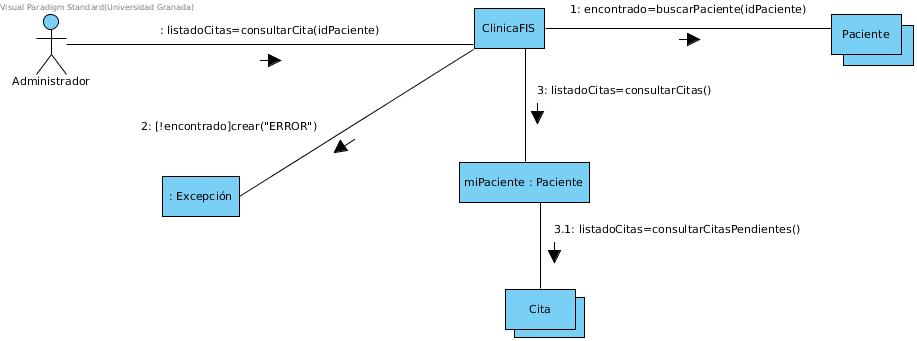 Visual Paradigm Standard(Universidad Granada)
1: encontrado=buscarPaciente(idPaciente)
: listadoCitas=consultarCita(idPaciente)
ClinicaFIS
Paciente
Administrador
3: listadoCitas=consultarCitas()
2: [!encontrado]crear("ERROR")
: Excepción
miPaciente : Paciente
3.1: listadoCitas=consultarCitasPendientes()
Cita